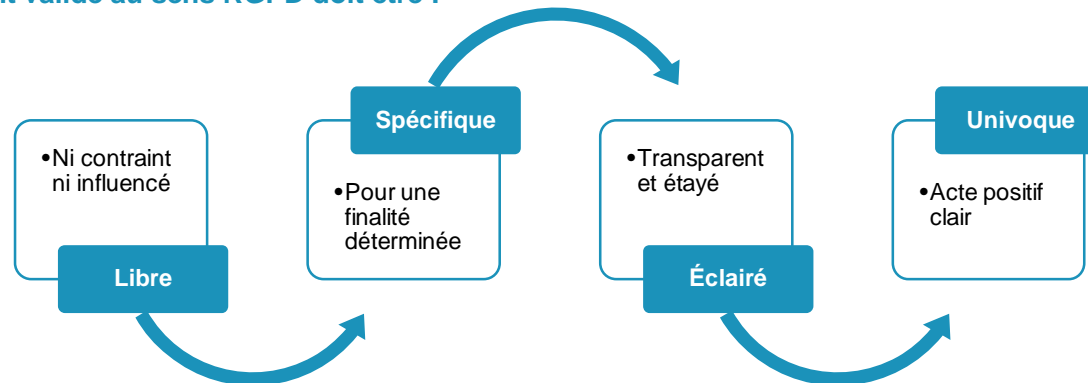 Spécifique
Univoque
•Ni contraint
ni influencé
•Transparent
et étayé
•Pour une
finalité
déterminée
•Acte positif
clair
Libre
Éclairé